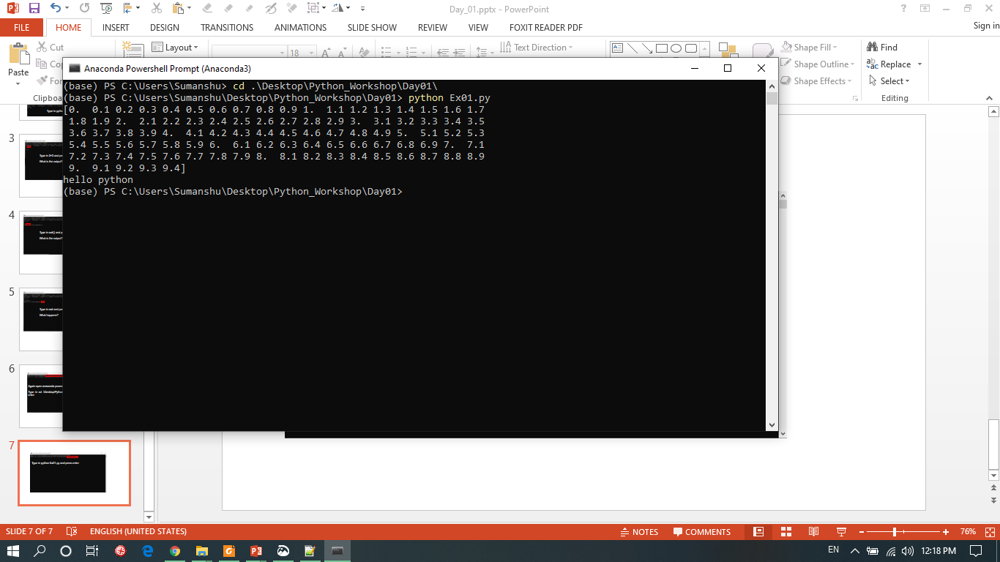 Day_01.pptx - PowerPoint
Sign in
FILE HOME INSERT DESIGN TRANSITIONS ANIMATIONS SLIDE SHOW REVIEW VIEW FOXIT READER PDF
Paste
Cut
Layout
18
Text Direction
Shape Fill
Shape Outline
Shape Effects
Find
Replace
Select
Editing
Anaconda Powershell Prompt (Anaconda3)
(base) PS C:\Users\Sumanshu> cd .\Desktop\Python_Workshop\Day01\
(base) PS C:\Users\Sumanshu\Desktop\Python_Workshop\Day01> python Ex01.py
[0.  0.1 0.2 0.3 0.4 0.5 0.6 0.7 0.8 0.9 1.  1.1 1.2 1.3 1.4 1.5 1.6 1.7
 1.8 1.9 2.  2.1 2.2 2.3 2.4 2.5 2.6 2.7 2.8 2.9 3.  3.1 3.2 3.3 3.4 3.5
 3.6 3.7 3.8 3.9 4.  4.1 4.2 4.3 4.4 4.5 4.6 4.7 4.8 4.9 5.  5.1 5.2 5.3
 5.4 5.5 5.6 5.7 5.8 5.9 6.  6.1 6.2 6.3 6.4 6.5 6.6 6.7 6.8 6.9 7.  7.1
 7.2 7.3 7.4 7.5 7.6 7.7 7.8 7.9 8.  8.1 8.2 8.3 8.4 8.5 8.6 8.7 8.8 8.9
 9.  9.1 9.2 9.3 9.4]
hello python
(base) PS C:\Users\Sumanshu\Desktop\Python_Workshop\Day01>
3
4
5
What happens?
6
7
Type in python Ex01.py and press enter
SLIDE 7 OF 7 ENGLISH (UNITED STATES) NOTES COMMENTS 76%
EN 12:18 PM